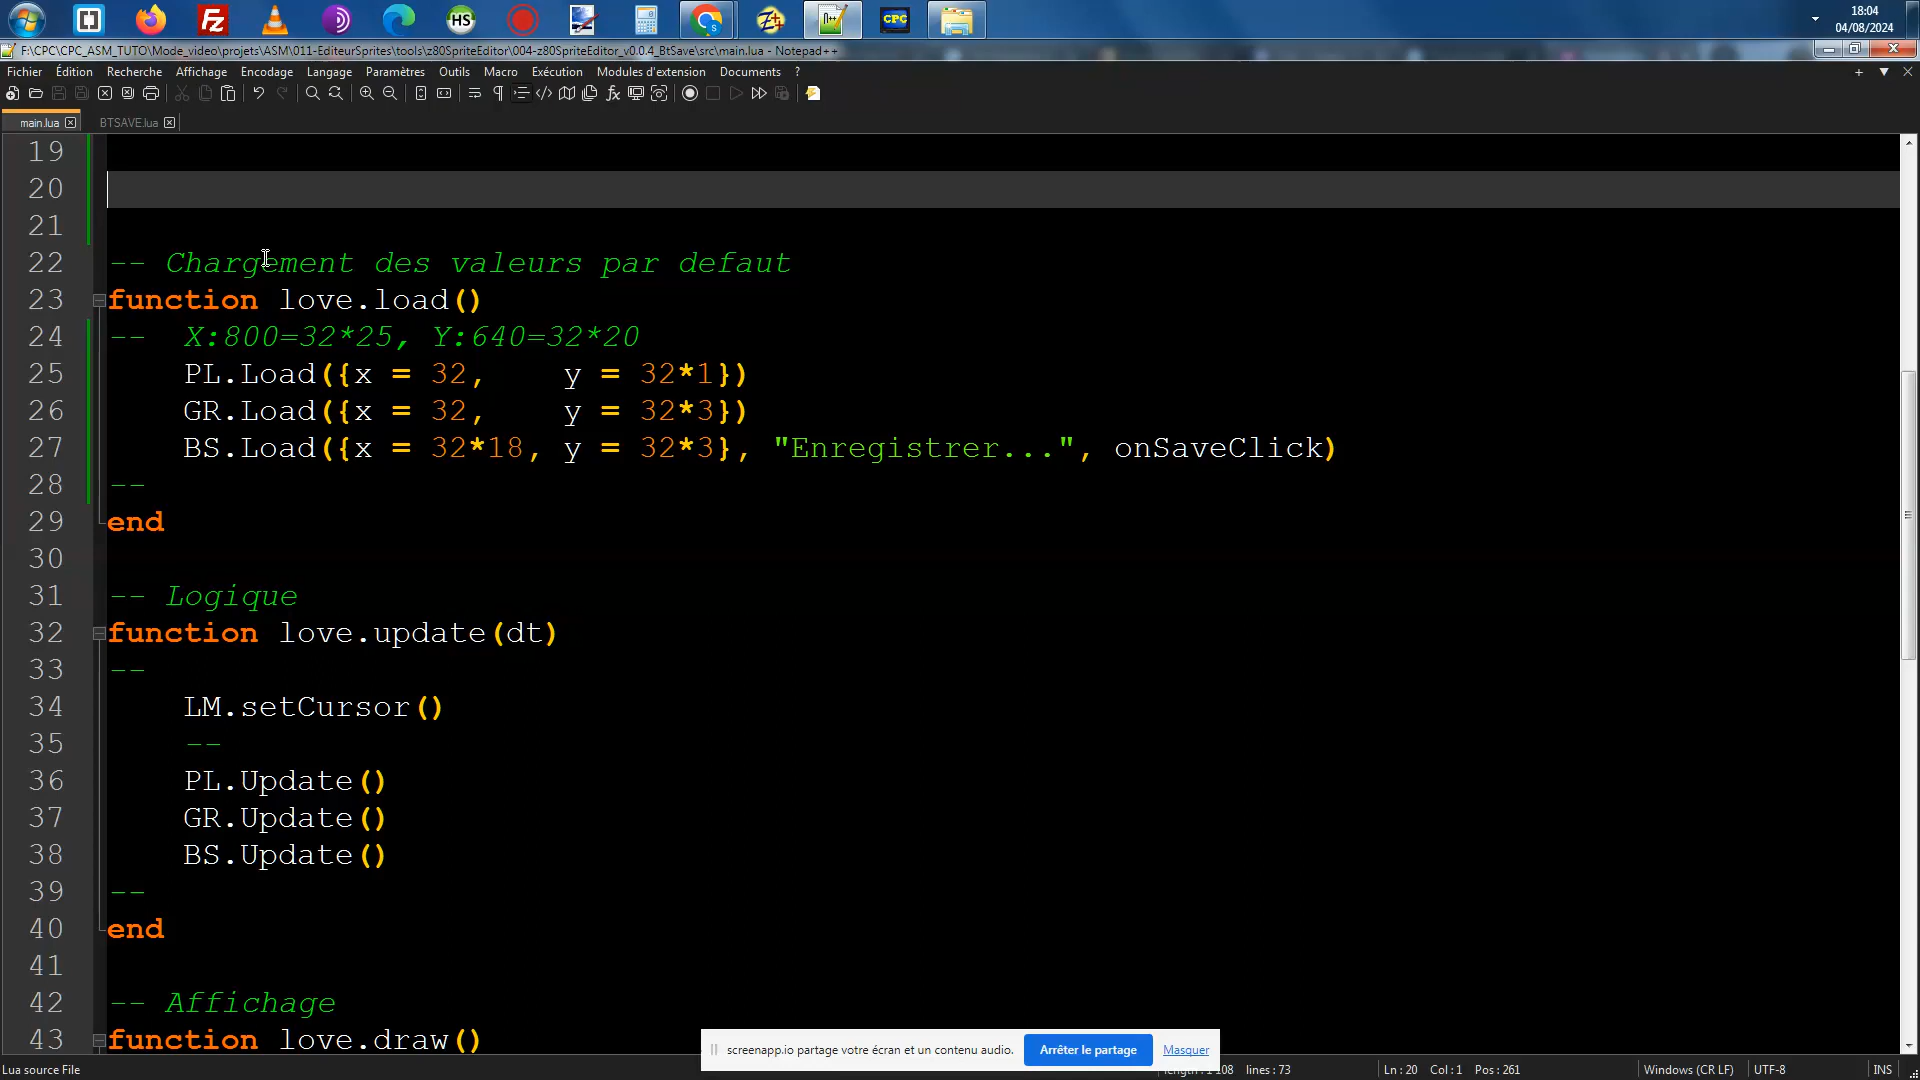 HS
CPC
18:04
04/08/2024
F:\CPC\CPC_ASM_TUTO\Mode_video\projets\ASM\011-EditeurSprites\tools\z80SpriteEditor\004-z80SpriteEditor_v0.0.4_BtSave\src\main.lua - Notepad++
Fichier Édition Recherche Affichage Encodage Langage Paramètres Outils Macro Exécution Modules d'extension Documents ?
main.lua BTSAVE.lua
19
20
21
22 -- Chargement des valeurs par defaut
23 function love.load()
24 -- X:800=32*25, Y:640=32*20
25 PL.Load({x = 32, y = 32*1})
26 GR.Load({x = 32, y = 32*3})
27 BS.Load({x = 32*18, y = 32*3}, "Enregistrer...", onSaveClick)
28 --
29 end
30
31 -- Logique
32 function love.update(dt)
33 --
34 LM.setCursor()
35 --
36 PL.Update()
37 GR.Update()
38 BS.Update()
39 --
40 end
41
42 -- Affichage
43 function love.draw()
screenapp.io partage votre écran et un contenu audio. Arrêter le partage Masquer
Lua source File lines : 73 Ln : 20 Col : 1 Pos : 261 Windows (CR LF) UTF-8 INS